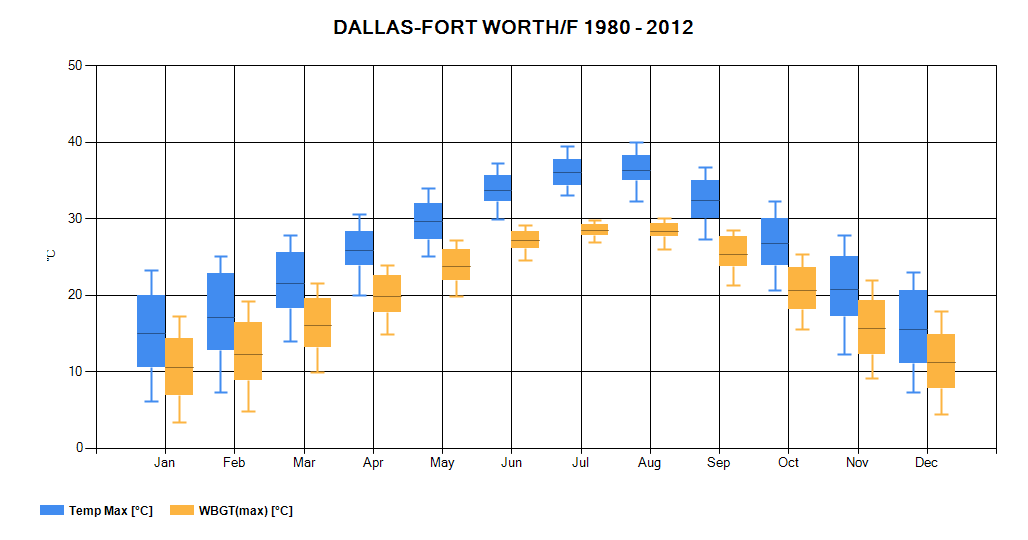 DALLAS-FORT WORTH/F 1980 - 2012
50
40
30
°C
20
10
0
Jan Feb Mar Apr May Jun Jul Aug Sep Oct Nov Dec
Temp Max [°C] WBGT(max) [°C]